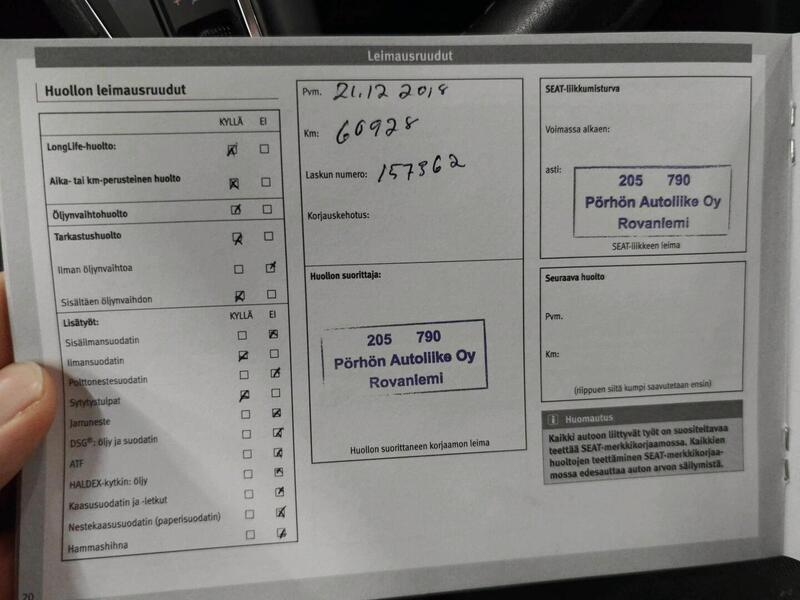 Leimausruudut
Huollon leimausruudut
KYLLÄ EI
LongLife-huolto:
Aika- tai km-perusteinen huolto
Öljynvaihtohuolto
Tarkastushuolto
Ilman öljynvaihtoa
Sisältäen öljynvaihdon
Lisätyöt: KYLLÄ EI
Sisäilmansuodatin
Ilmansuodatin
Polttonestesuodatin
Sytytystulpat
Jarruneste
DSG®: öljy ja suodatin
ATF
HALDEX-kytkin: öljy
Kaasusuodatin ja -letkut
Nestekaasusuodatin (paperisuodatin)
Hammashihna
20
Pvm. 21.12 2018
Km: 60928
Laskun numero: 157362
Korjauskehotus:
Huollon suorittaja:
205 790
Pörhön Autoliike Oy
Rovaniemi
Huollon suorittaneen korjaamon leima
SEAT-liikkumisturva
Voimassa alkaen:
asti:
205 790
Pörhön Autoliike Oy
Rovaniemi
SEAT-liikkeen leima
Seuraava huolto
Pvm.
Km:
(riippuen siitä kumpi saavutetaan ensin)
i Huomautus
Kaikki autoon liittyvät työt on suositeltavaa
teettää SEAT-merkkikorjaamossa. Kaikkien
huoltojen teettäminen SEAT-merkkikorjaa-
mossa edesauttaa auton arvon säilymistä.